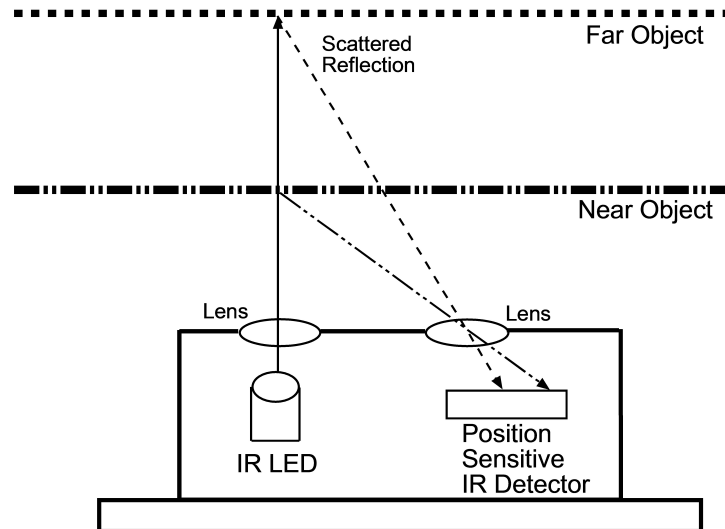 Scattered
Reflection
Far Object
Near Object
Lens
Lens
IR LED
Position
Sensitive
IR Detector